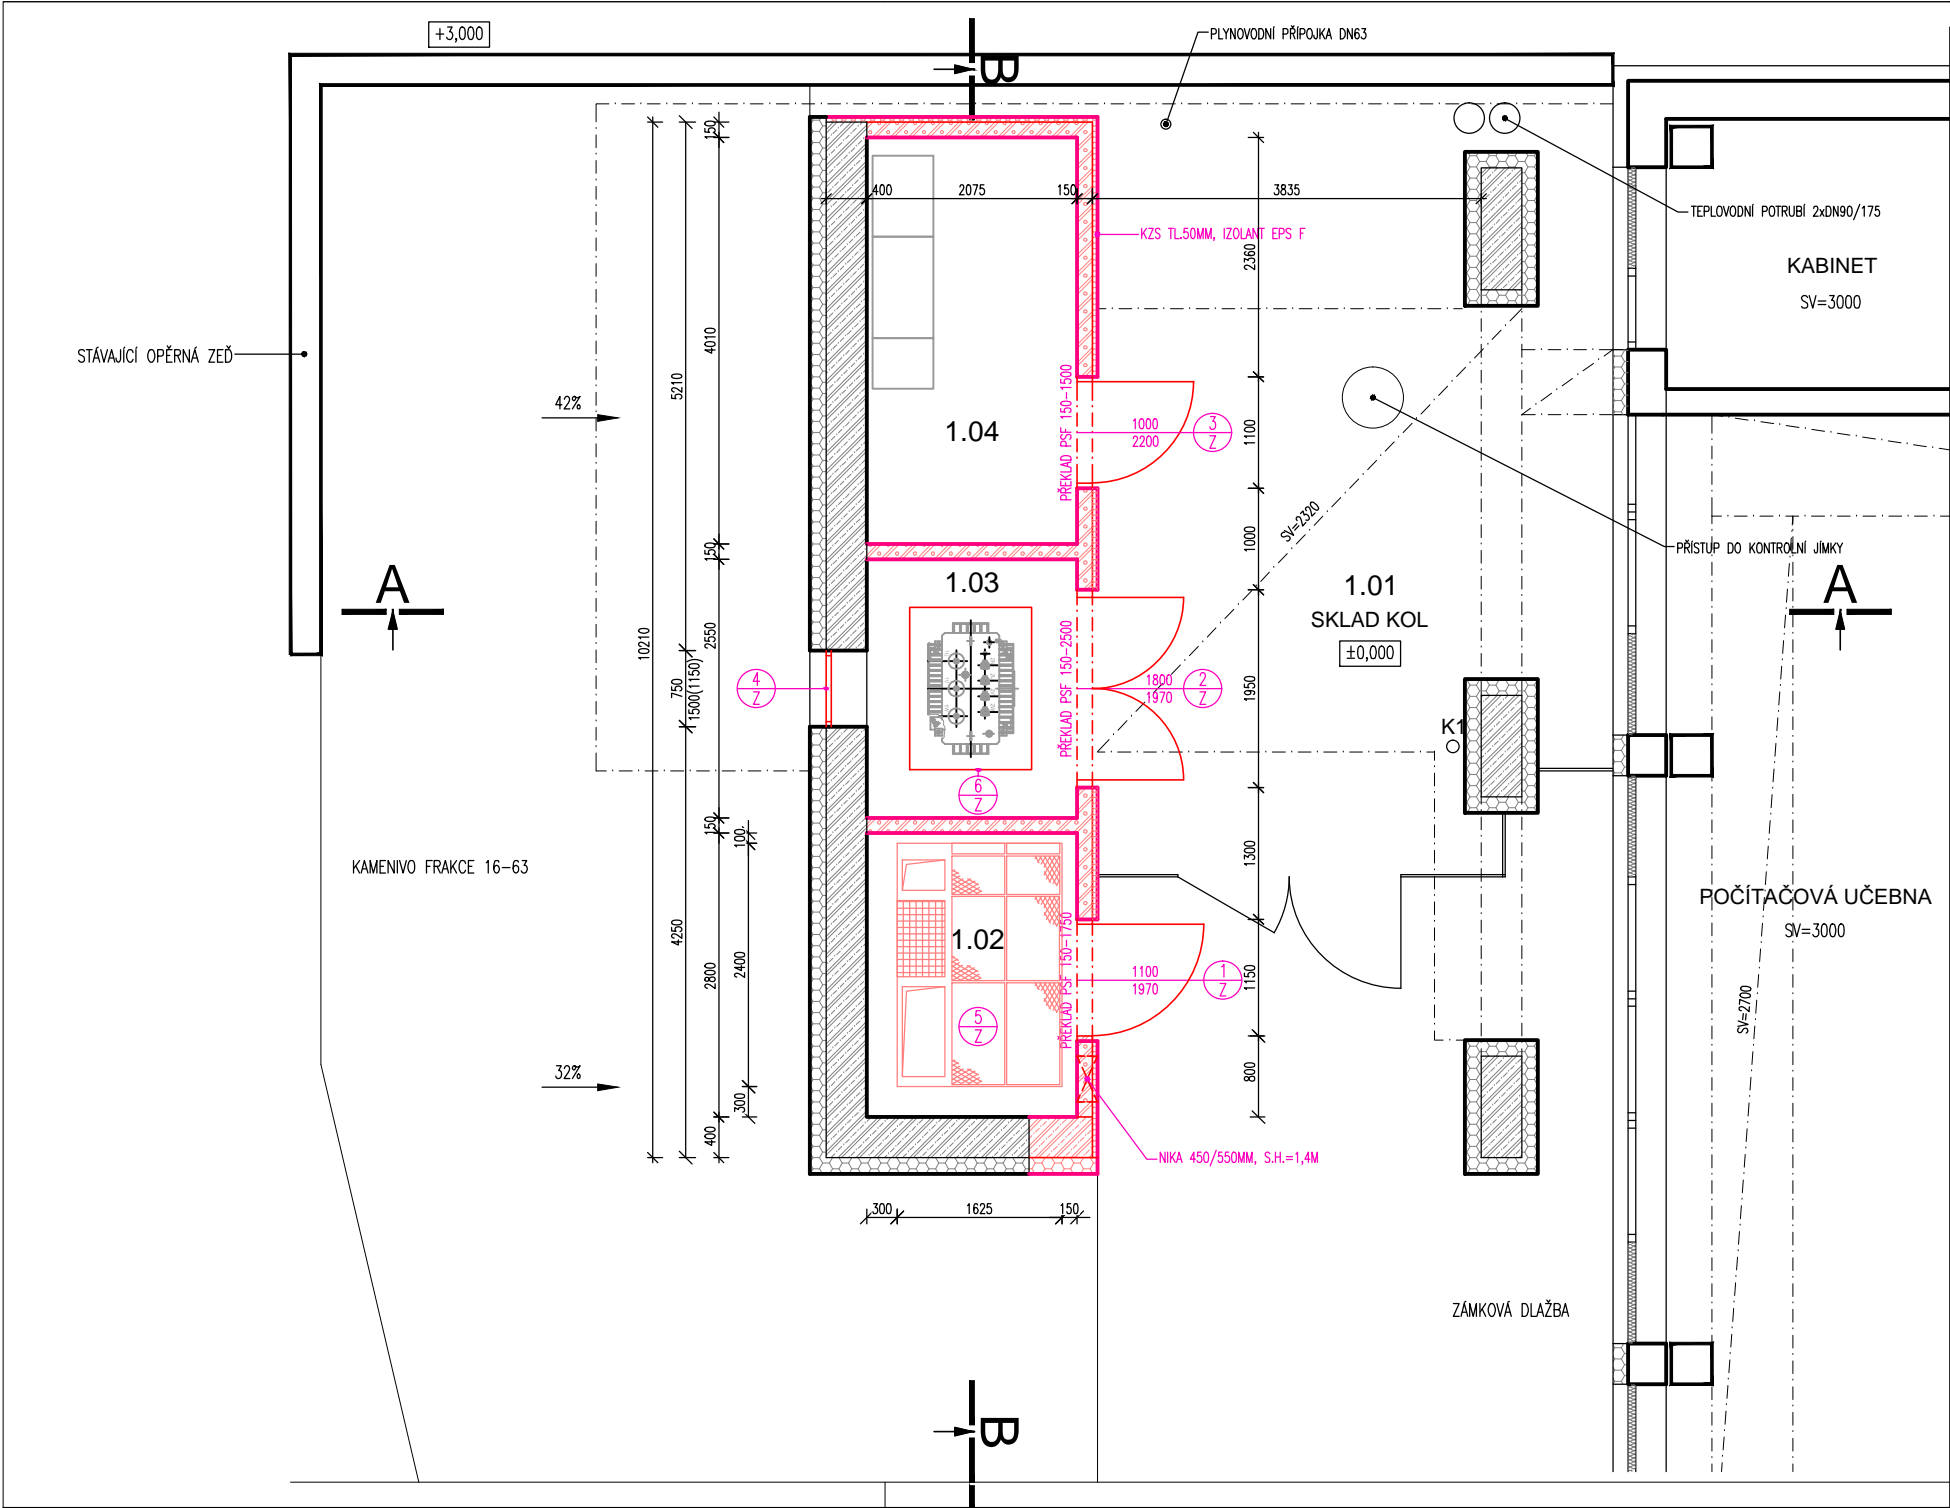 +3,000
PLYNOVODNÍ PŘÍPOJKA DN63
B
TEPLOVODNÍ POTRUBÍ 2xDN90/175
KABINET
SV=3000
400
2075
150
3835
KZS TL.50MM, IZOLANT EPS F
STÁVAJÍCÍ OPĚRNÁ ZEĎ
42%
150
4010
150
2550
150
2800
400
5210
750
1500(1150)
4250
10210
100
2400
300
2360
1100
1000
1950
1300
1150
800
1.04
PŘEKLAD PSF 150-1500
1000
2200
3
Z
SV=2320
PŘÍSTUP DO KONTROLNÍ JÍMKY
A
A
1.03
1.01
SKLAD KOL
±0,000
PŘEKLAD PSF 150-2500
1800
1970
2
Z
4
Z
6
Z
K1
KAMENIVO FRAKCE 16-63
POČÍTAČOVÁ UČEBNA
SV=3000
SV=2700
1.02
PŘEKLAD PSF 150-1750
1100
1970
1
Z
5
Z
32%
NIKA 450/550MM, S.H.=1,4M
300
1625
150
ZÁMKOVÁ DLAŽBA
B